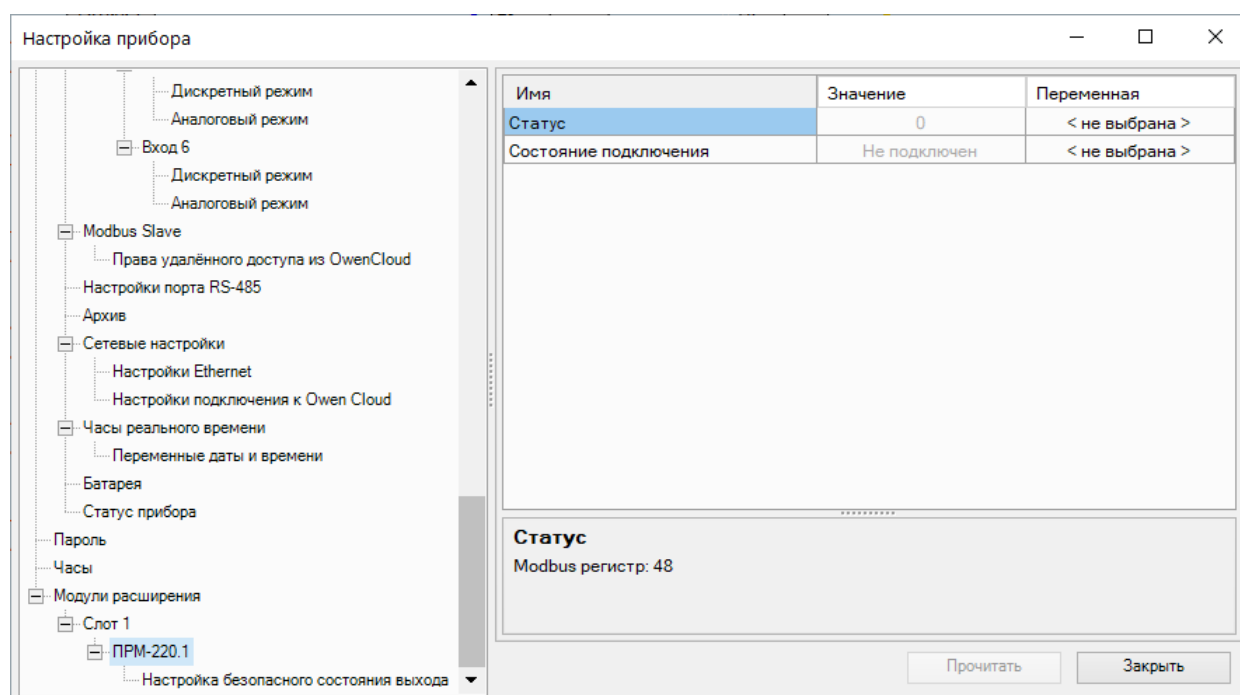 Настройка прибора
Дискретный режим
Аналоговый режим
Вход 6
Дискретный режим
Аналоговый режим
Modbus Slave
Права удалённого доступа из OwenCloud
Настройки порта RS-485
Архив
Сетевые настройки
Настройки Ethernet
Настройки подключения к Owen Cloud
Часы реального времени
Переменные даты и времени
Батарея
Статус прибора
Пароль
Часы
Модули расширения
Слот 1
ПРМ-220.1
Настройка безопасного состояния выхода
Имя Значение Переменная
Статус 0 < не выбрана >
Состояние подключения Не подключен < не выбрана >
Статус
Modbus регистр: 48
Прочитать Закрыть